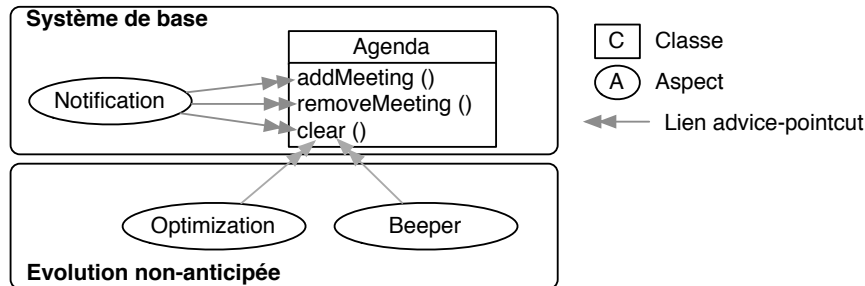 Système de base
Agenda
addMeeting ()
removeMeeting ()
clear ()
Notification
C Classe
A Aspect
Lien advice-pointcut
Optimization
Beeper
Evolution non-anticipée